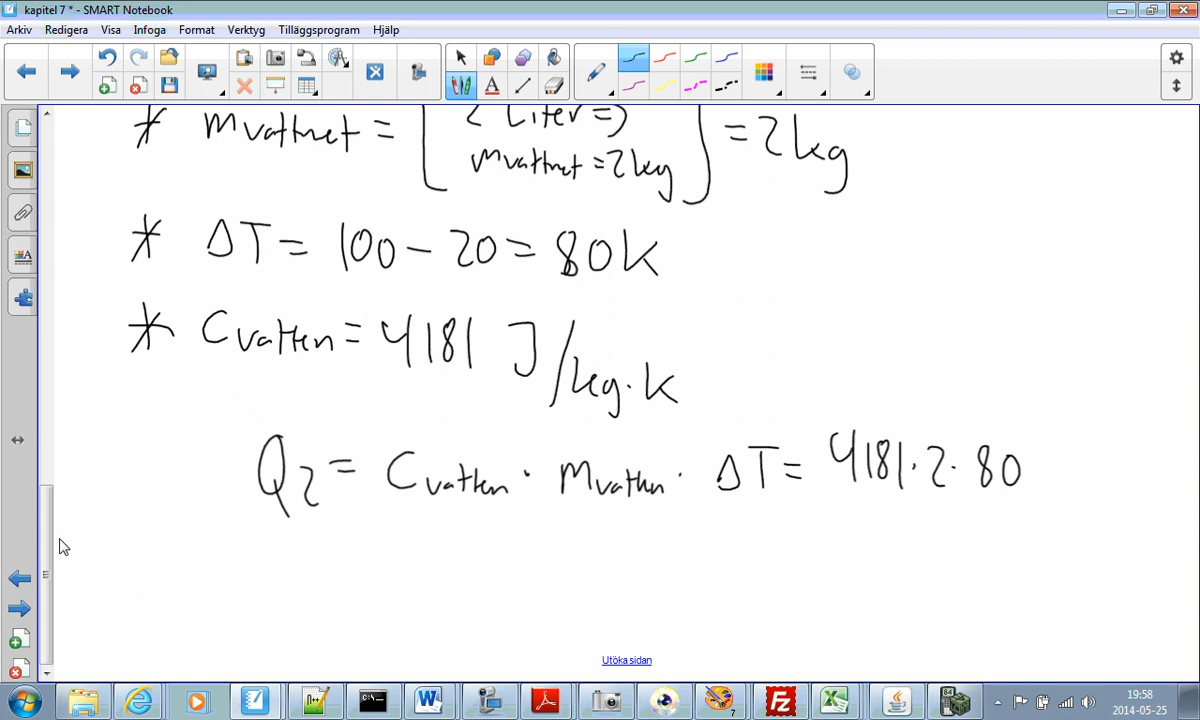 kapitel 7 * - SMART Notebook
Arkiv Redigera Visa Infoga Format Verktyg Tilläggsprogram Hjälp
* mvattnet = [ 2 Liter =>
mvattnet = 2kg ] = 2kg
* ΔT = 100 - 20 = 80K
* Cvatten = 4181 J/kg·K
Q2 = Cvatten · mvatten · ΔT = 4181·2·80
Utöka sidan
19:58
2014-05-25